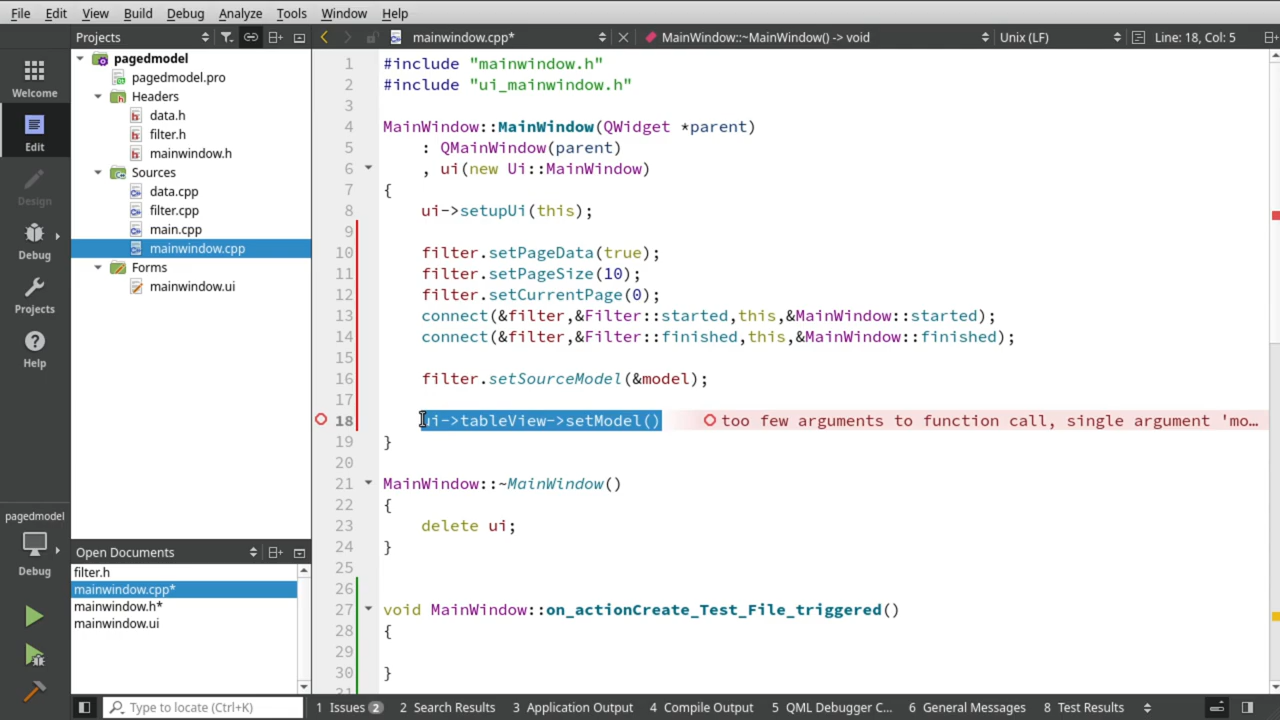 File Edit View Build Debug Analyze Tools Window Help
Projects
mainwindow.cpp*
MainWindow::~MainWindow() -> void
Unix (LF)
Line: 18, Col: 5
Welcome
Edit
Design
Debug
Projects
Help
pagedmodel
Debug
pagedmodel
pagedmodel.pro
Headers
data.h
filter.h
mainwindow.h
Sources
data.cpp
filter.cpp
main.cpp
mainwindow.cpp
Forms
mainwindow.ui
Open Documents
filter.h
mainwindow.cpp*
mainwindow.h*
mainwindow.ui
1 #include "mainwindow.h"
2 #include "ui_mainwindow.h"
3
4 MainWindow::MainWindow(QWidget *parent)
5 : QMainWindow(parent)
6 , ui(new Ui::MainWindow)
7 {
8 ui->setupUi(this);
9
10 filter.setPageData(true);
11 filter.setPageSize(10);
12 filter.setCurrentPage(0);
13 connect(&filter,&Filter::started,this,&MainWindow::started);
14 connect(&filter,&Filter::finished,this,&MainWindow::finished);
15
16 filter.setSourceModel(&model);
17
18 ui->tableView->setModel() too few arguments to function call, single argument 'mo…
19 }
20
21 MainWindow::~MainWindow()
22 {
23 delete ui;
24 }
25
26
27 void MainWindow::on_actionCreate_Test_File_triggered()
28 {
29
30 }
31
Type to locate (Ctrl+K)
1 Issues 2
2 Search Results
3 Application Output
4 Compile Output
5 QML Debugger C...
6 General Messages
8 Test Results